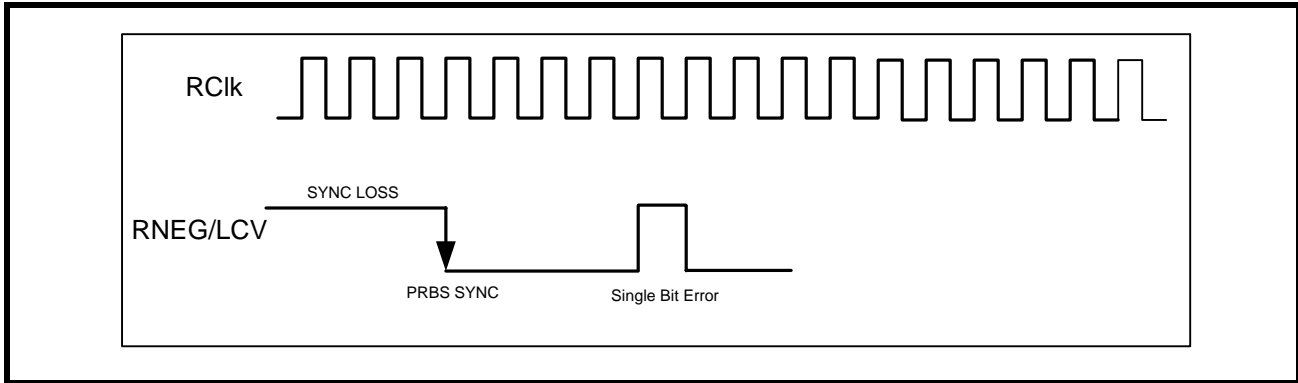 RClk
SYNC LOSS
RNEG/LCV
PRBS SYNC
Single Bit Error